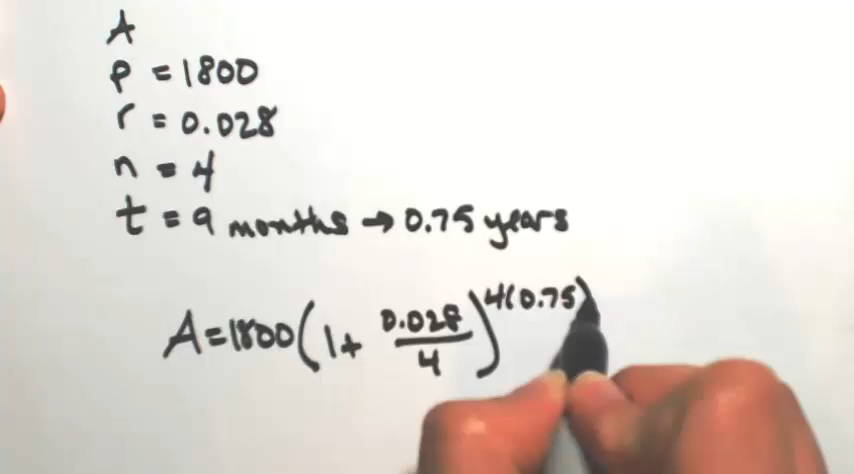 A
P = 1800
r = 0.028
n = 4
t = 9 months → 0.75 years
A = 1800(1 + 0.028/4)^4(0.75)